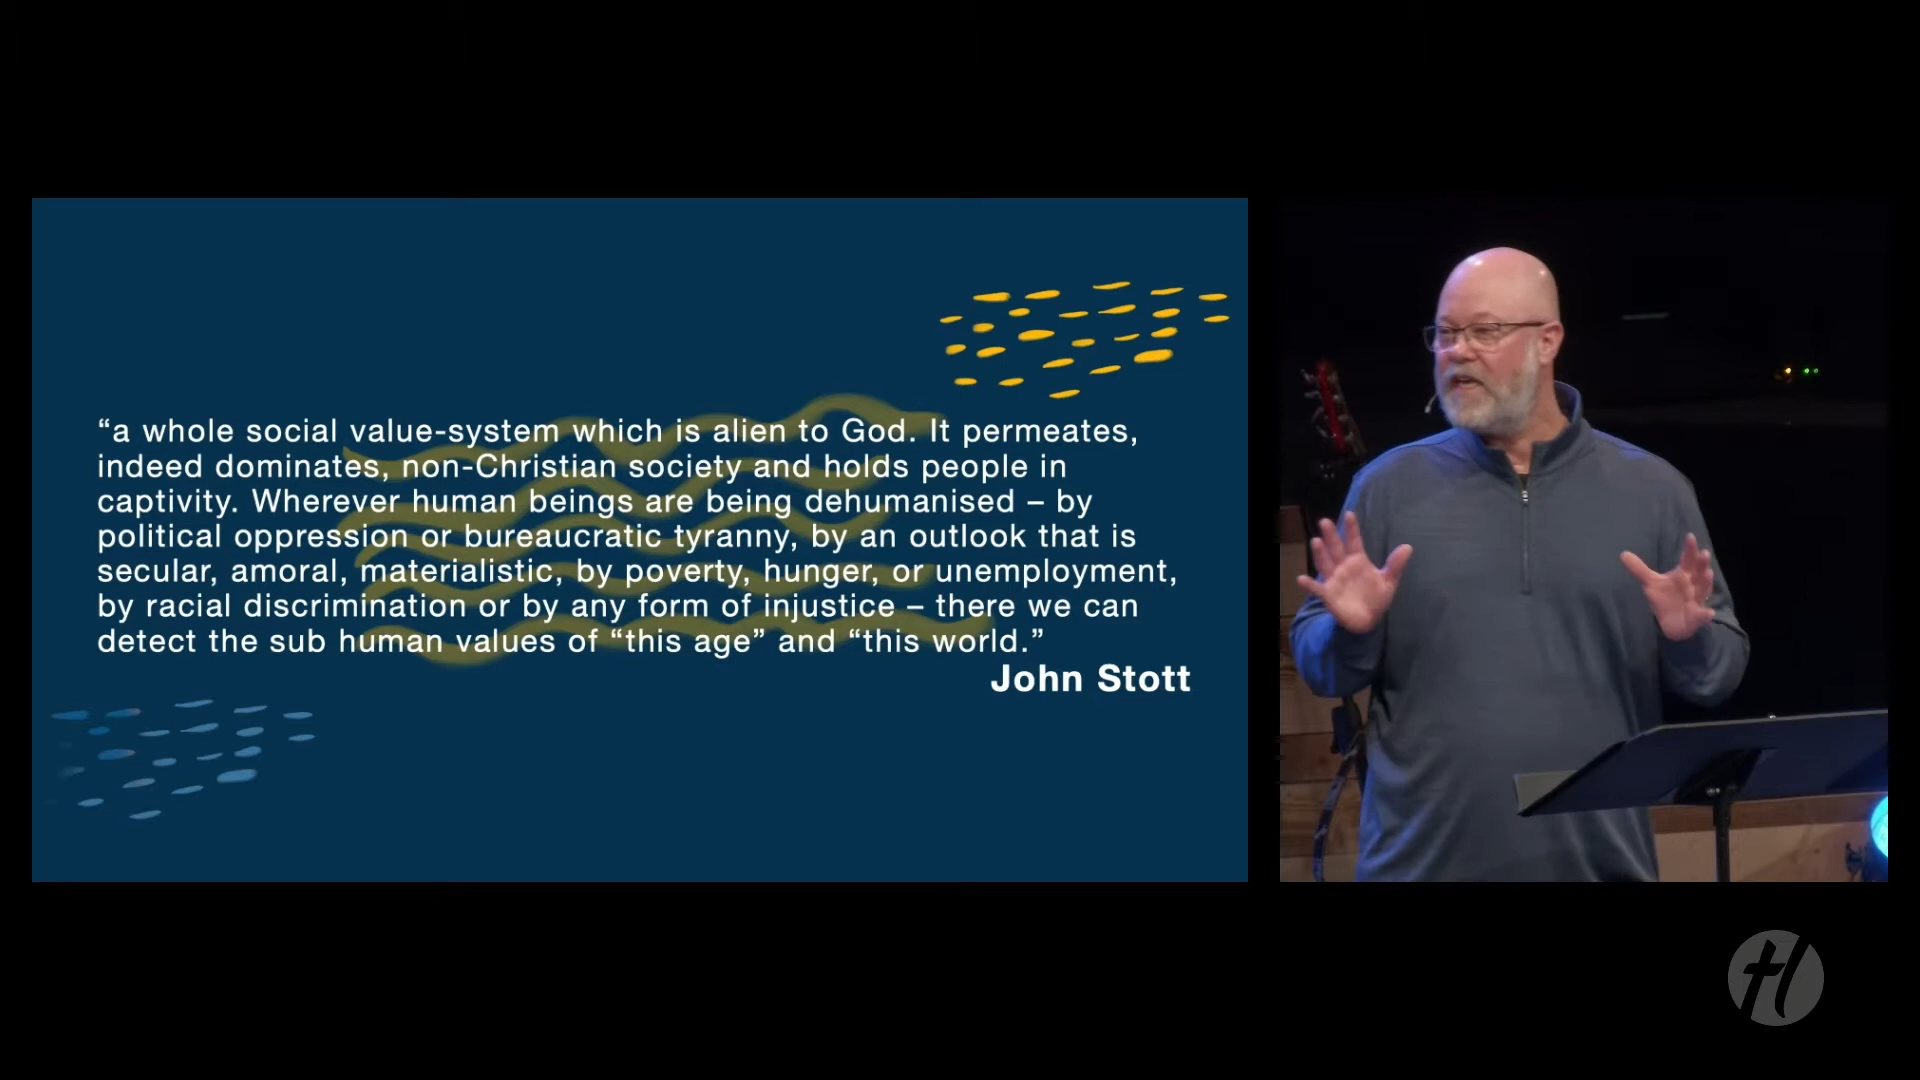 “a whole social value-system which is alien to God. It permeates,
indeed dominates, non-Christian society and holds people in
captivity. Wherever human beings are being dehumanised – by
political oppression or bureaucratic tyranny, by an outlook that is
secular, amoral, materialistic, by poverty, hunger, or unemployment,
by racial discrimination or by any form of injustice – there we can
detect the sub human values of “this age” and “this world.”
John Stott